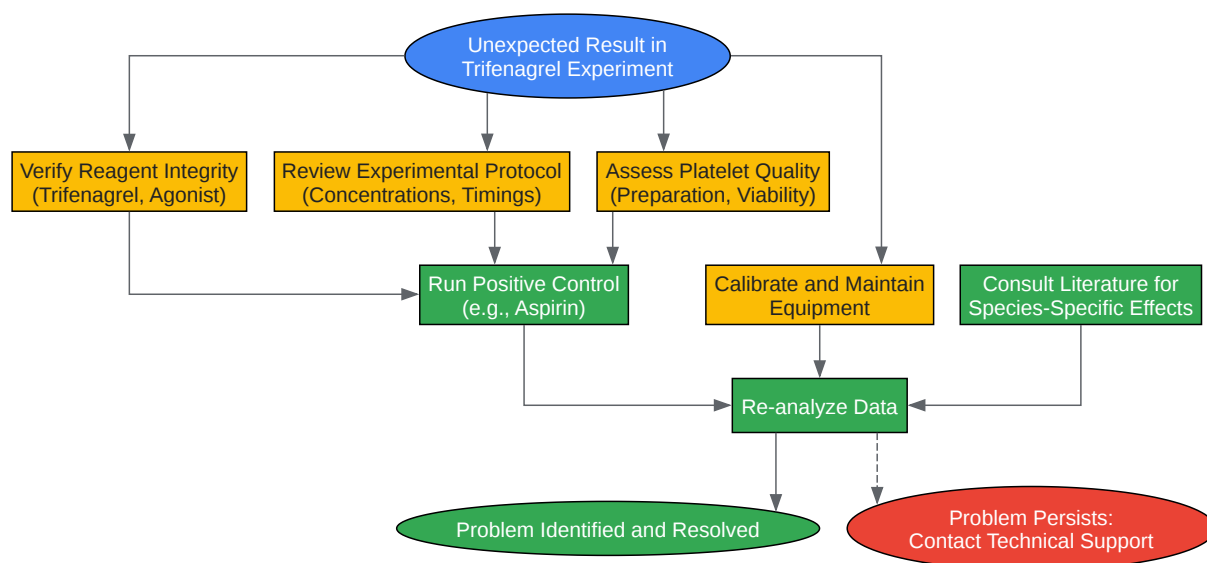 Unexpected Result in
Trifenagrel Experiment
Verify Reagent Integrity
(Trifenagrel, Agonist)
Review Experimental Protocol
(Concentrations, Timings)
Assess Platelet Quality
(Preparation, Viability)
Run Positive Control
(e.g., Aspirin)
Calibrate and Maintain
Equipment
Consult Literature for
Species-Specific Effects
Re-analyze Data
Problem Identified and Resolved
Problem Persists:
Contact Technical Support